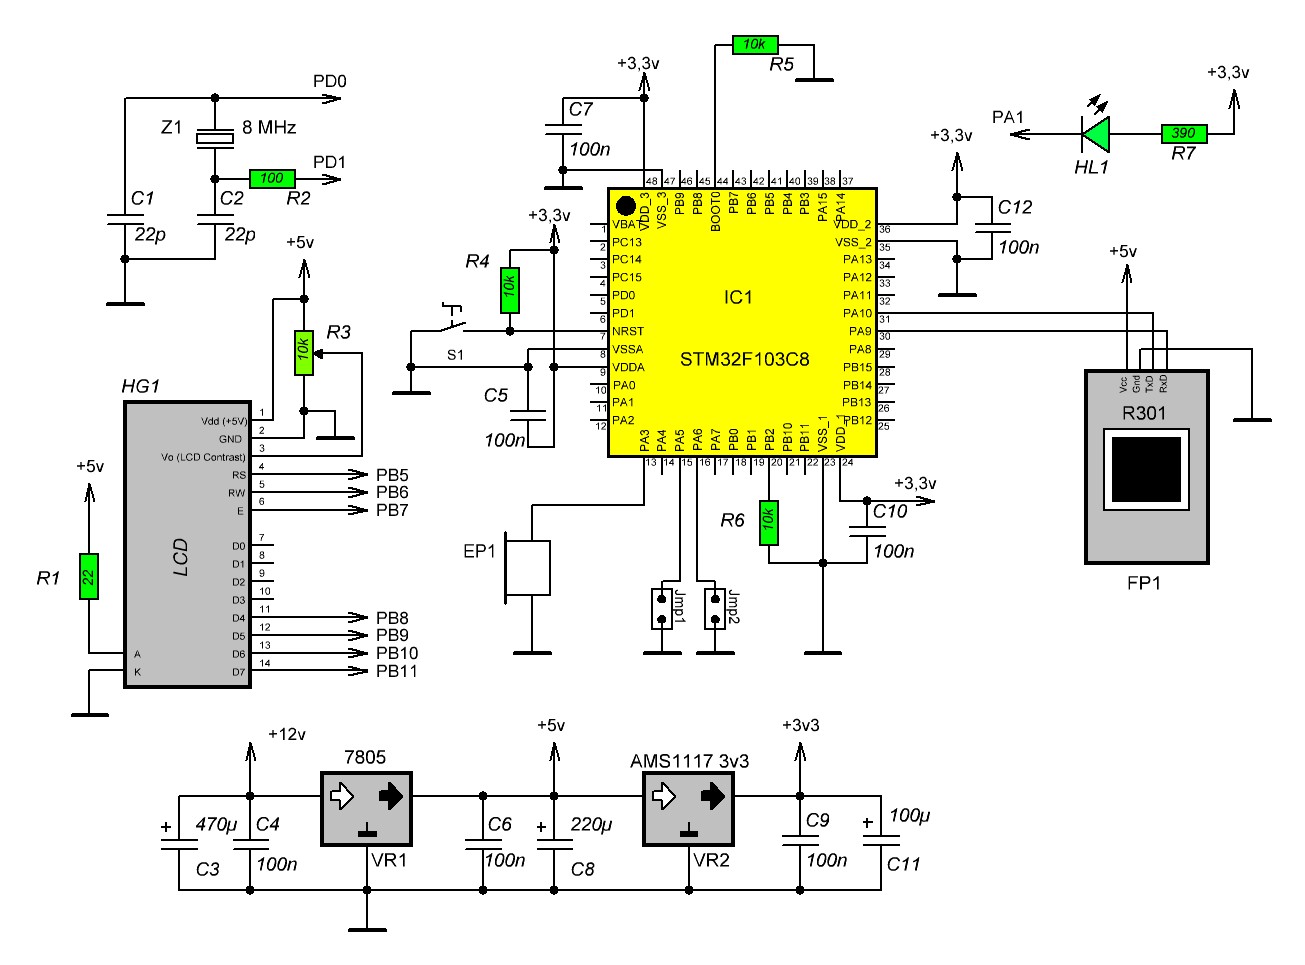 R5
10k
+3,3v
C7
100n
+3,3v
PA1
HL1
390
R7
+3,3v
PD0
Z1
8 MHz
PD1
100
R2
C1
22p
C2
22p
48 47 46 45 44 43 42 41 40 39 38 37
VDD_3
VSS_3
PB9
PB8
BOOT0
PB7
PB6
PB5
PB4
PB3
PA15
PA14
C12
100n
+3,3v
R4
10k
S1
C5
100n
VBAT
1
PC13
2
PC14
3
PC15
4
PD0
5
PD1
6
NRST
7
VSSA
8
VDDA
9
PA0
10
PA1
11
PA2
12
IC1
STM32F103C8
VDD_2
36
VSS_2
35
PA13
34
PA12
33
PA11
32
PA10
31
PA9
30
PA8
29
PB15
28
PB14
27
PB13
26
PB12
25
PA3
PA4
PA5
PA6
PA7
PB0
PB1
PB2
PB10
PB11
VSS_1
VDD_1
13 14 15 16 17 18 19 20 21 22 23 24
+5v
Vcc
Gnd
TxD
RxD
R301
FP1
+5v
R3
10k
HG1
LCD
Vdd (+5V)
1
GND
2
Vo (LCD Contrast)
3
RS
4
PB5
RW
5
PB6
E
6
PB7
D0
7
D1
8
D2
9
D3
10
D4
11
PB8
D5
12
PB9
D6
13
PB10
D7
14
PB11
A
K
+5v
R1
22
EP1
Jmp1
Jmp2
R6
10k
+3,3v
C10
100n
+12v
470µ
C3
C4
100n
7805
VR1
+5v
C6
100n
220µ
C8
AMS1117 3v3
VR2
+3v3
C9
100n
100µ
C11